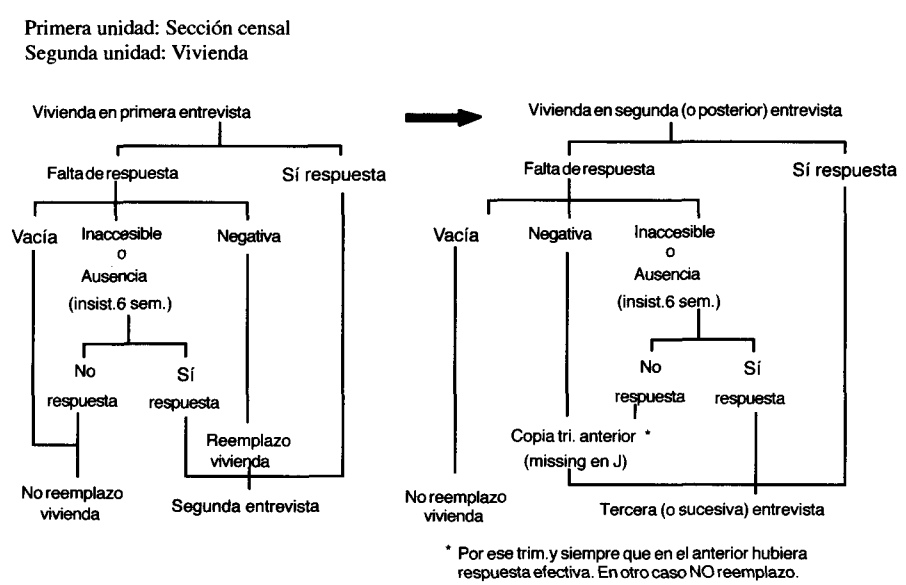 Primera unidad: Sección censal
Segunda unidad: Vivienda
Vivienda en primera entrevista
Falta de respuesta
Sí respuesta
Vacía
Inaccesible
o
Ausencia
(insist.6 sem.)
Negativa
No
respuesta
Sí
respuesta
Reemplazo
vivienda
No reemplazo
vivienda
Segunda entrevista
Vivienda en segunda (o posterior) entrevista
Falta de respuesta
Sí respuesta
Vacía
Negativa
Inaccesible
o
Ausencia
(insist.6 sem.)
No
respuesta
Sí
respuesta
Copia tri. anterior *
(missing en J)
No reemplazo
vivienda
Tercera (o sucesiva) entrevista
* Por ese trim.y siempre que en el anterior hubiera
respuesta efectiva. En otro caso NO reemplazo.